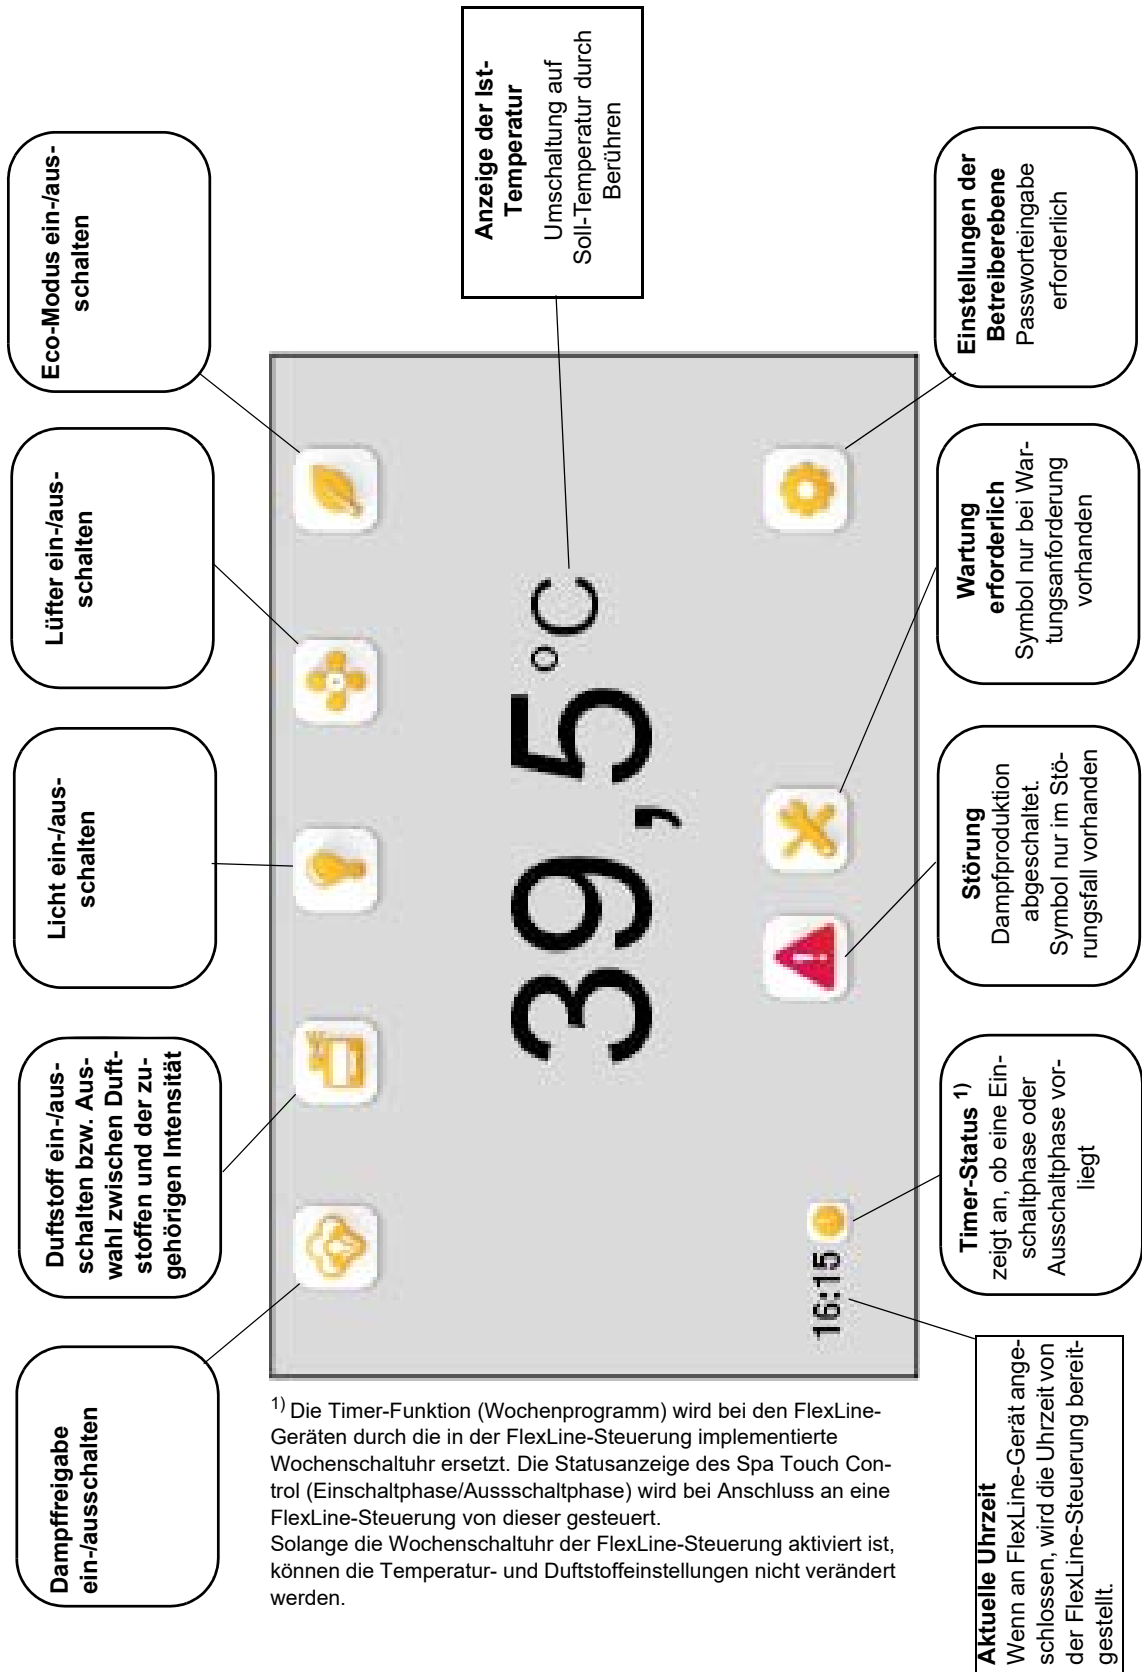 Dampffreigabe
ein-/ausschalten
Duftstoff ein-/aus-
schalten bzw. Aus-
wahl zwischen Duft-
stoffen und der zu-
gehörigen Intensität
Licht ein-/aus-
schalten
Lüfter ein-/aus-
schalten
Eco-Modus ein-/aus-
schalten
Anzeige der Ist-
Temperatur
Umschaltung auf
Soll-Temperatur durch
Berühren
39,5°C
16:15
Aktuelle Uhrzeit
Wenn an FlexLine-Gerät ange-
schlossen, wird die Uhrzeit von
der FlexLine-Steuerung bereit-
gestellt.
Timer-Status 1)
zeigt an, ob eine Ein-
schaltphase oder
Ausschaltphase vor-
liegt
Störung
Dampfproduktion
abgeschaltet.
Symbol nur im Stö-
rungsfall vorhanden
Wartung
erforderlich
Symbol nur bei War-
tungsanforderung
vorhanden
Einstellungen der
Betreiberebene
Passworteingabe
erforderlich
1) Die Timer-Funktion (Wochenprogramm) wird bei den FlexLine-
Geräten durch die in der FlexLine-Steuerung implementierte
Wochenschaltuhr ersetzt. Die Statusanzeige des Spa Touch Con-
trol (Einschaltphase/Aussschaltphase) wird bei Anschluss an eine
FlexLine-Steuerung von dieser gesteuert.
Solange die Wochenschaltuhr der FlexLine-Steuerung aktiviert ist,
können die Temperatur- und Duftstoffeinstellungen nicht verändert
werden.